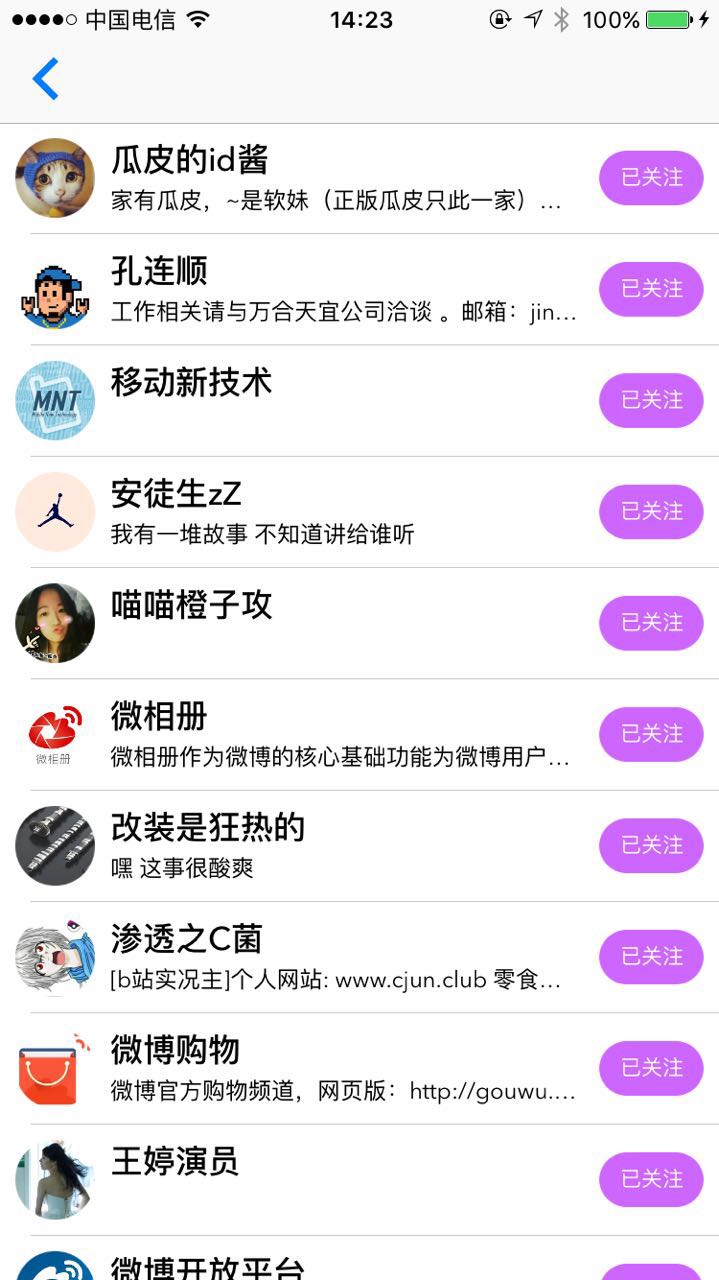 中国电信 14:23 100%
瓜皮的id酱
家有瓜皮，~是软妹（正版瓜皮只此一家）...
已关注
孔连顺
工作相关请与万合天宜公司洽谈 。邮箱：jin...
已关注
MNT
移动新技术
已关注
安徒生zZ
我有一堆故事 不知道讲给谁听
已关注
喵喵橙子攻
已关注
微相册
微相册
微相册作为微博的核心基础功能为微博用户...
已关注
改装是狂热的
嘿 这事很酸爽
已关注
渗透之C菌
[b站实况主]个人网站: www.cjun.club 零食...
已关注
微博购物
微博官方购物频道，网页版：http://gouwu....
已关注
王婷演员
已关注
微博开放平台